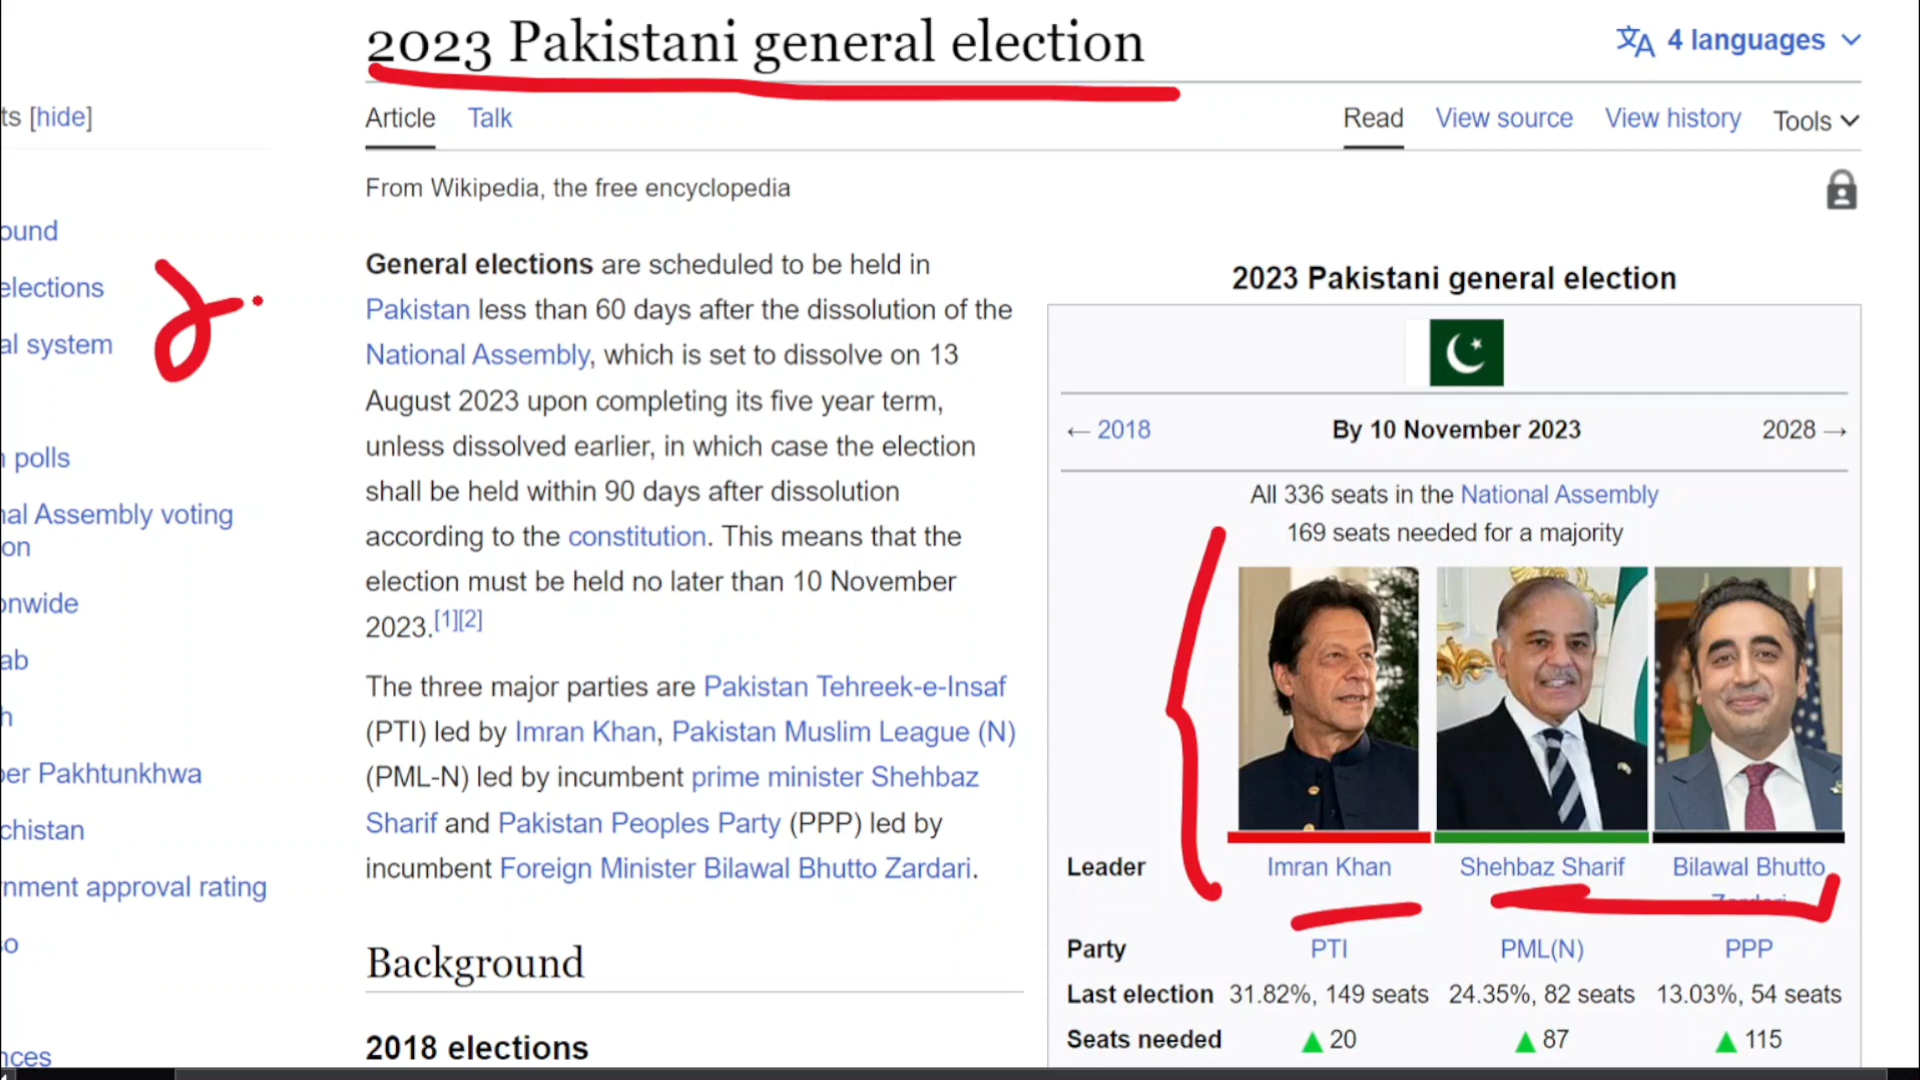 2023 Pakistani general election
4 languages
ts [hide]
Article Talk
Read View source View history Tools
From Wikipedia, the free encyclopedia
ound
elections
al system
polls
nal Assembly voting
on
onwide
ab
h
per Pakhtunkhwa
chistan
rnment approval rating
so
nces
General elections are scheduled to be held in
Pakistan less than 60 days after the dissolution of the
National Assembly, which is set to dissolve on 13
August 2023 upon completing its five year term,
unless dissolved earlier, in which case the election
shall be held within 90 days after dissolution
according to the constitution. This means that the
election must be held no later than 10 November
2023.[1][2]
The three major parties are Pakistan Tehreek-e-Insaf
(PTI) led by Imran Khan, Pakistan Muslim League (N)
(PML-N) led by incumbent prime minister Shehbaz
Sharif and Pakistan Peoples Party (PPP) led by
incumbent Foreign Minister Bilawal Bhutto Zardari.
Background
2018 elections
2023 Pakistani general election
← 2018 By 10 November 2023 2028 →
All 336 seats in the National Assembly
169 seats needed for a majority
Leader Imran Khan Shehbaz Sharif Bilawal Bhutto
Zardari
Party PTI PML(N) PPP
Last election 31.82%, 149 seats 24.35%, 82 seats 13.03%, 54 seats
Seats needed ▲ 20 ▲ 87 ▲ 115